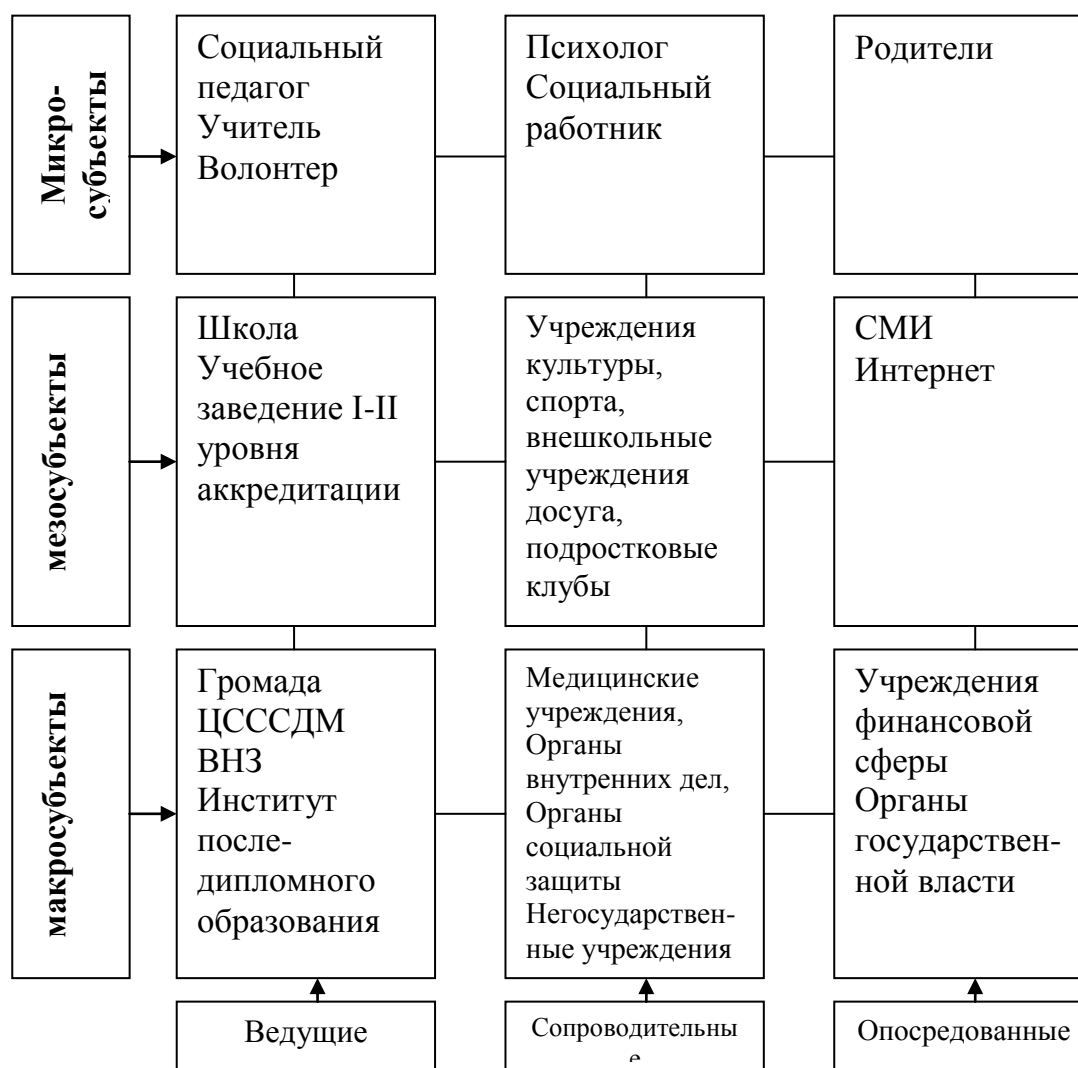 Микро-
субъекты
Социальный
педагог
Учитель
Волонтер
Психолог
Социальный
работник
Родители
мезосубъекты
Школа
Учебное
заведение I-II
уровня
аккредитации
Учреждения
культуры,
спорта,
внешкольные
учреждения
досуга,
подростковые
клубы
СМИ
Интернет
макросубъекты
Громада
ЦСССДМ
ВНЗ
Институт
после-
дипломного
образования
Медицинские
учреждения,
Органы
внутренних дел,
Органы
социальной
защиты
Негосударствен-
ные учреждения
Учреждения
финансовой
сферы
Органы
государствен-
ной власти
Ведущие
Сопроводительны
е
Опосредованные